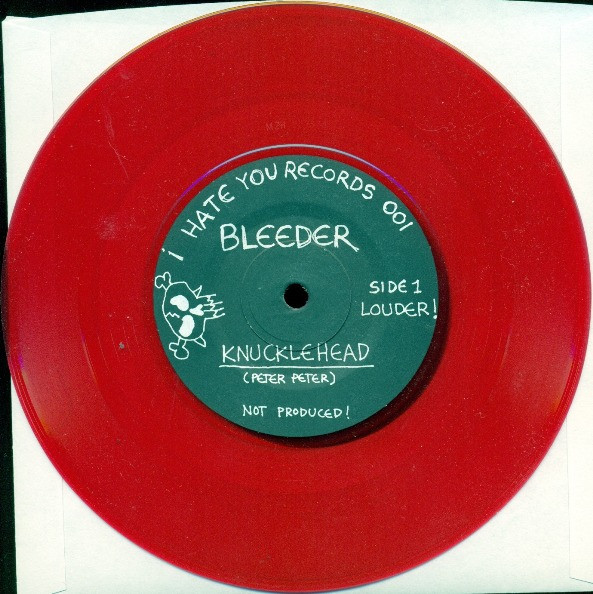 i HATE YOU RECORDS 001
BLEEDER
SIDE 1
LOUDER!
KNUCKLEHEAD
(PETER PETER)
NOT PRODUCED!